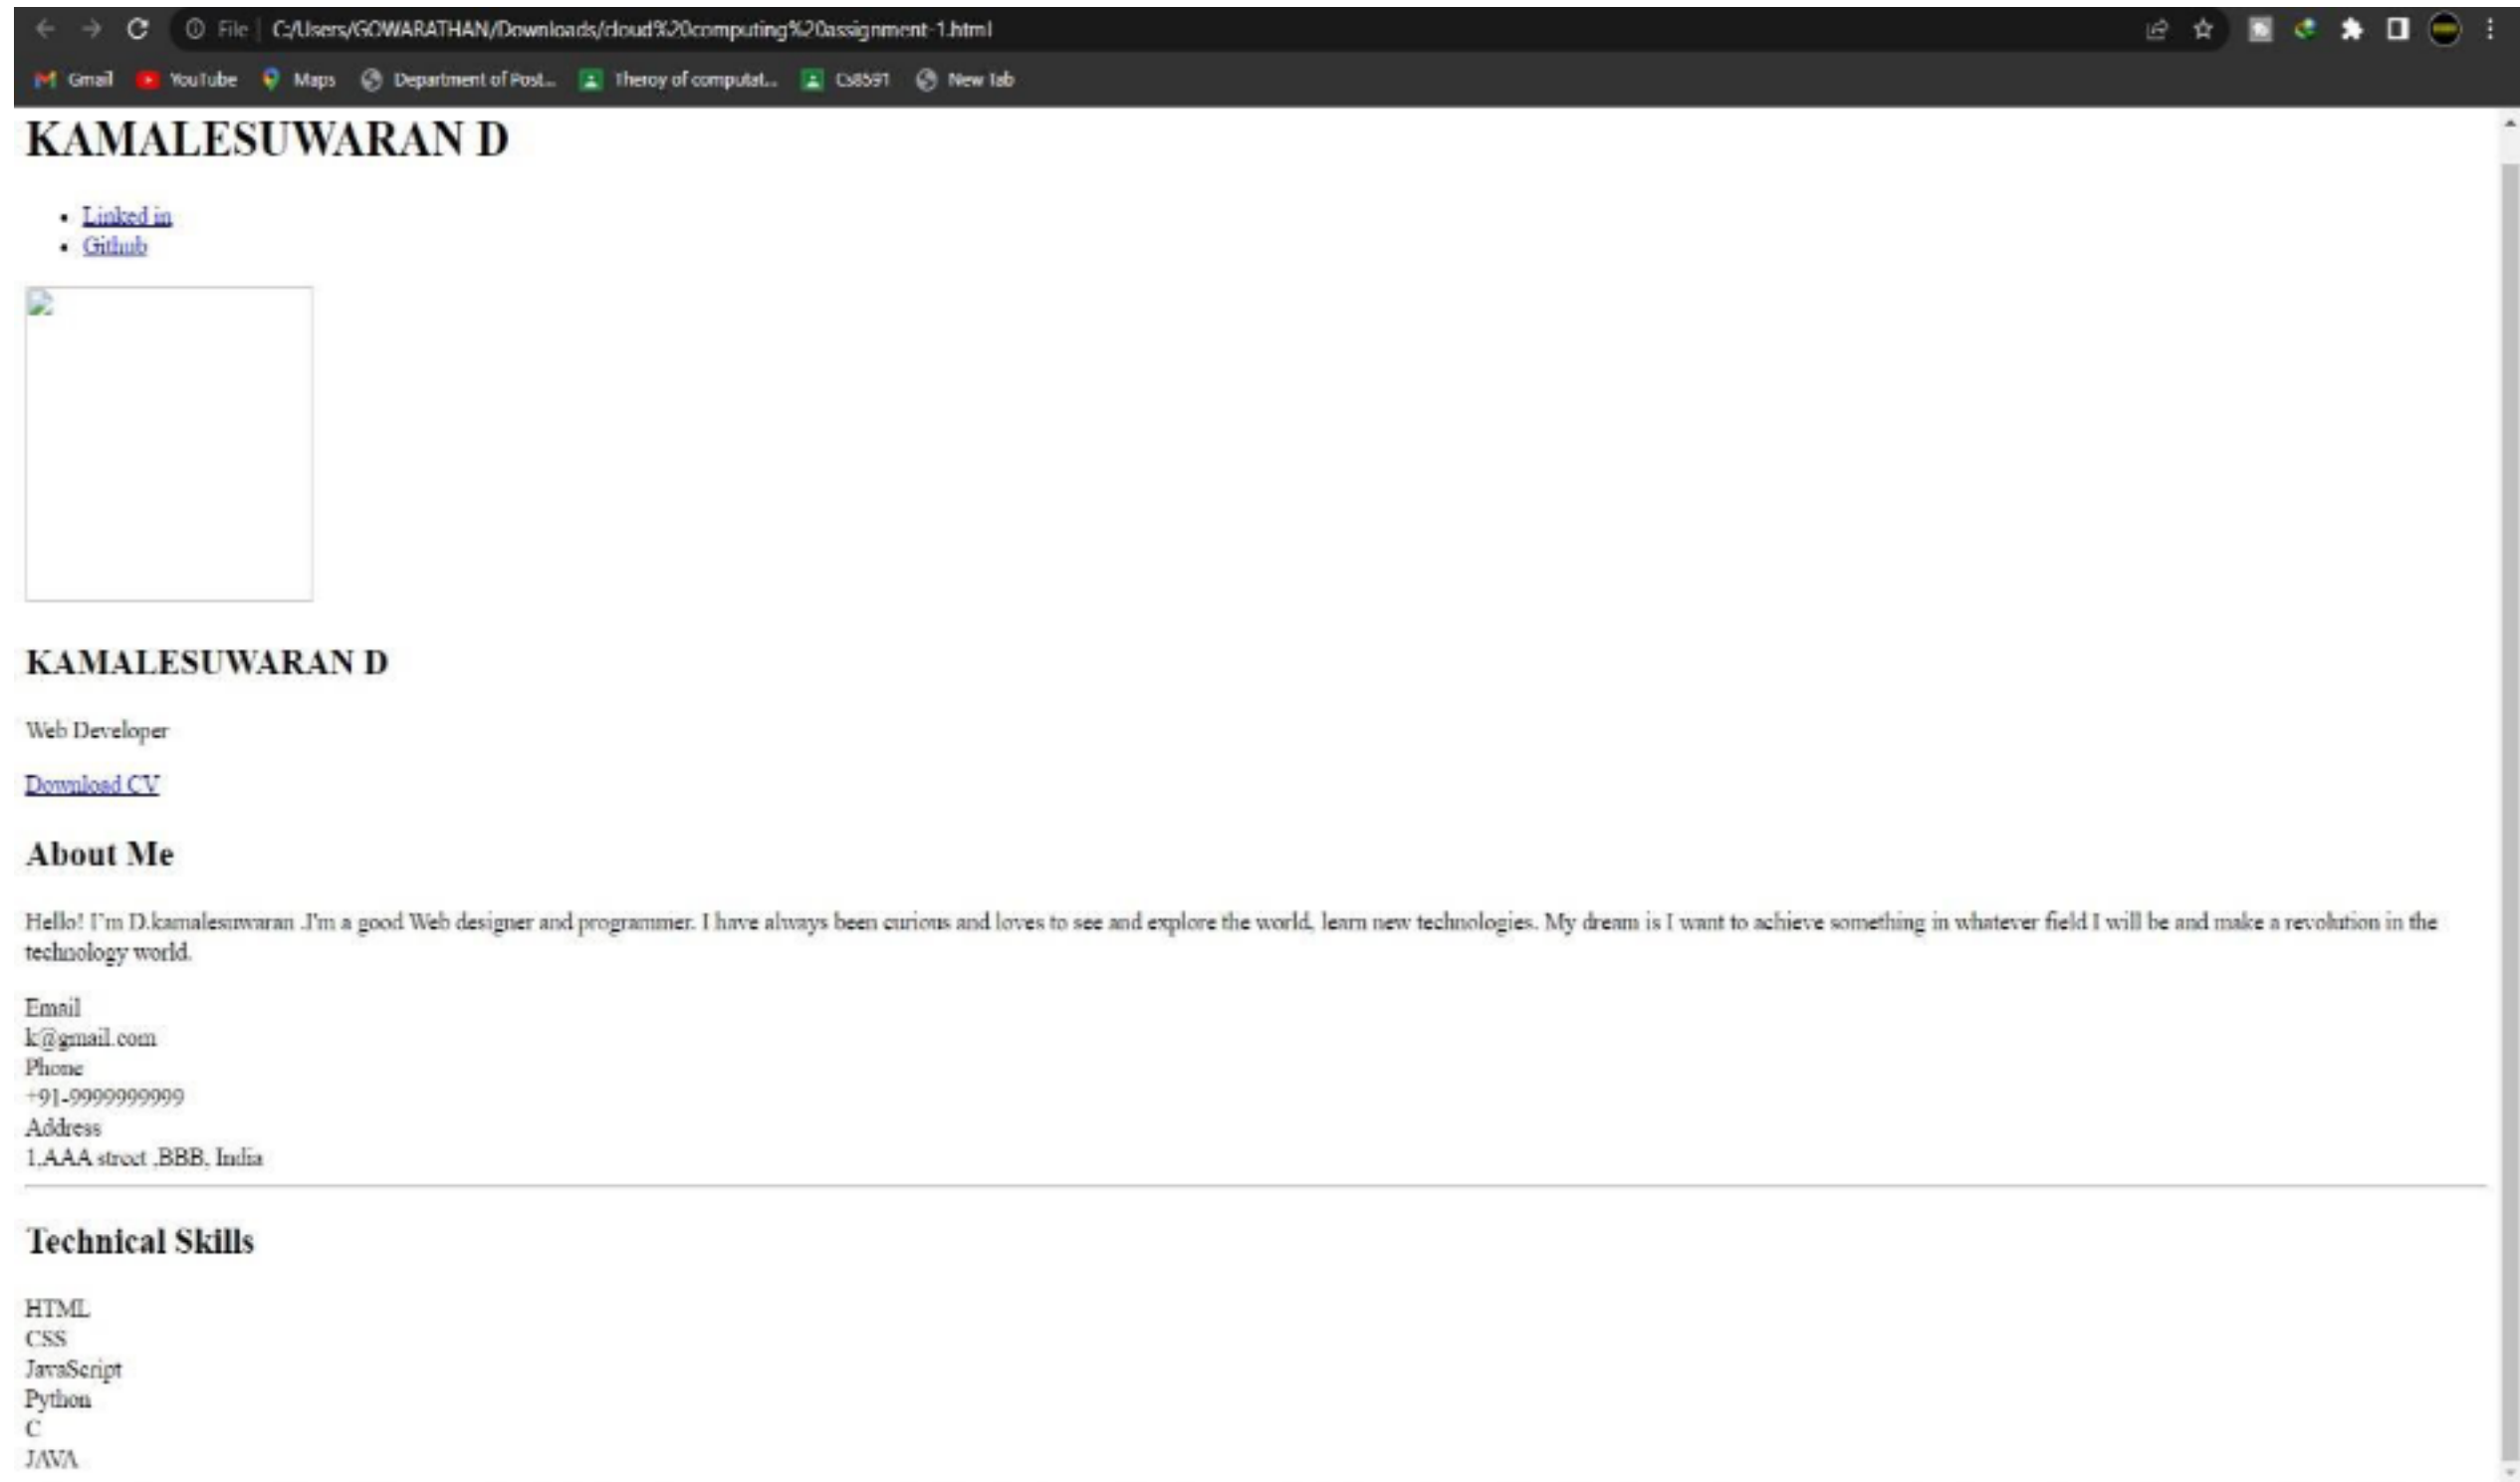 File C:/Users/GOWARATHAN/Downloads/cloud%20computing%20assignment-1.html
Gmail YouTube Maps Department of Post... Theroy of computat... Cs8591 New Tab
KAMALESUWARAN D
Linked in
Github
KAMALESUWARAN D
Web Developer
Download CV
About Me
Hello! I'm D.kamalesuwaran .I'm a good Web designer and programmer. I have always been curious and loves to see and explore the world, learn new technologies. My dream is I want to achieve something in whatever field I will be and make a revolution in the
technology world.
Email
k@gmail.com
Phone
+91-9999999999
Address
1,AAA street ,BBB, India
Technical Skills
HTML
CSS
JavaScript
Python
C
JAVA